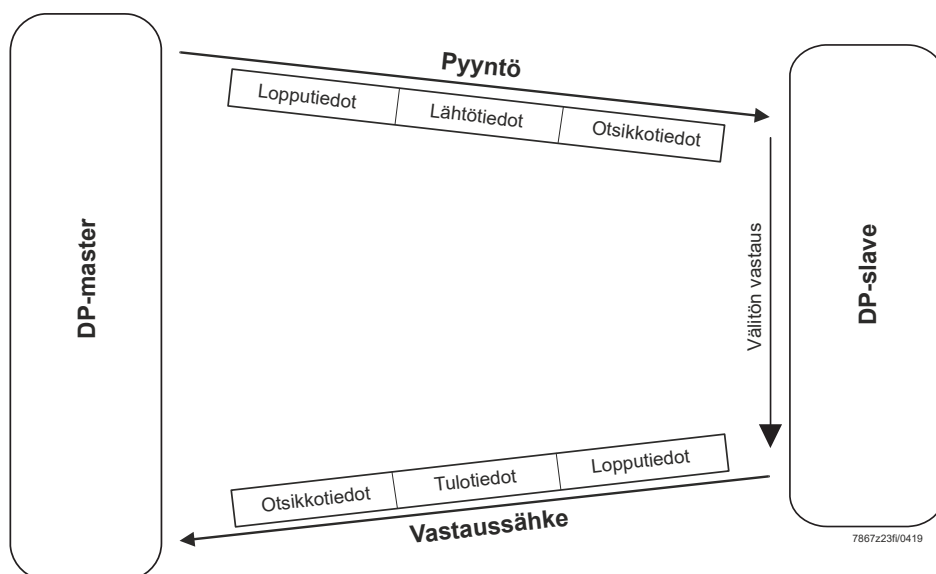 Pyyntö
Lopputiedot
Lähtötiedot
Otsikkotiedot
DP-master
Välitön vastaus
DP-slave
Otsikkotiedot
Tulotiedot
Lopputiedot
Vastaussähke
7867z23fi/0419